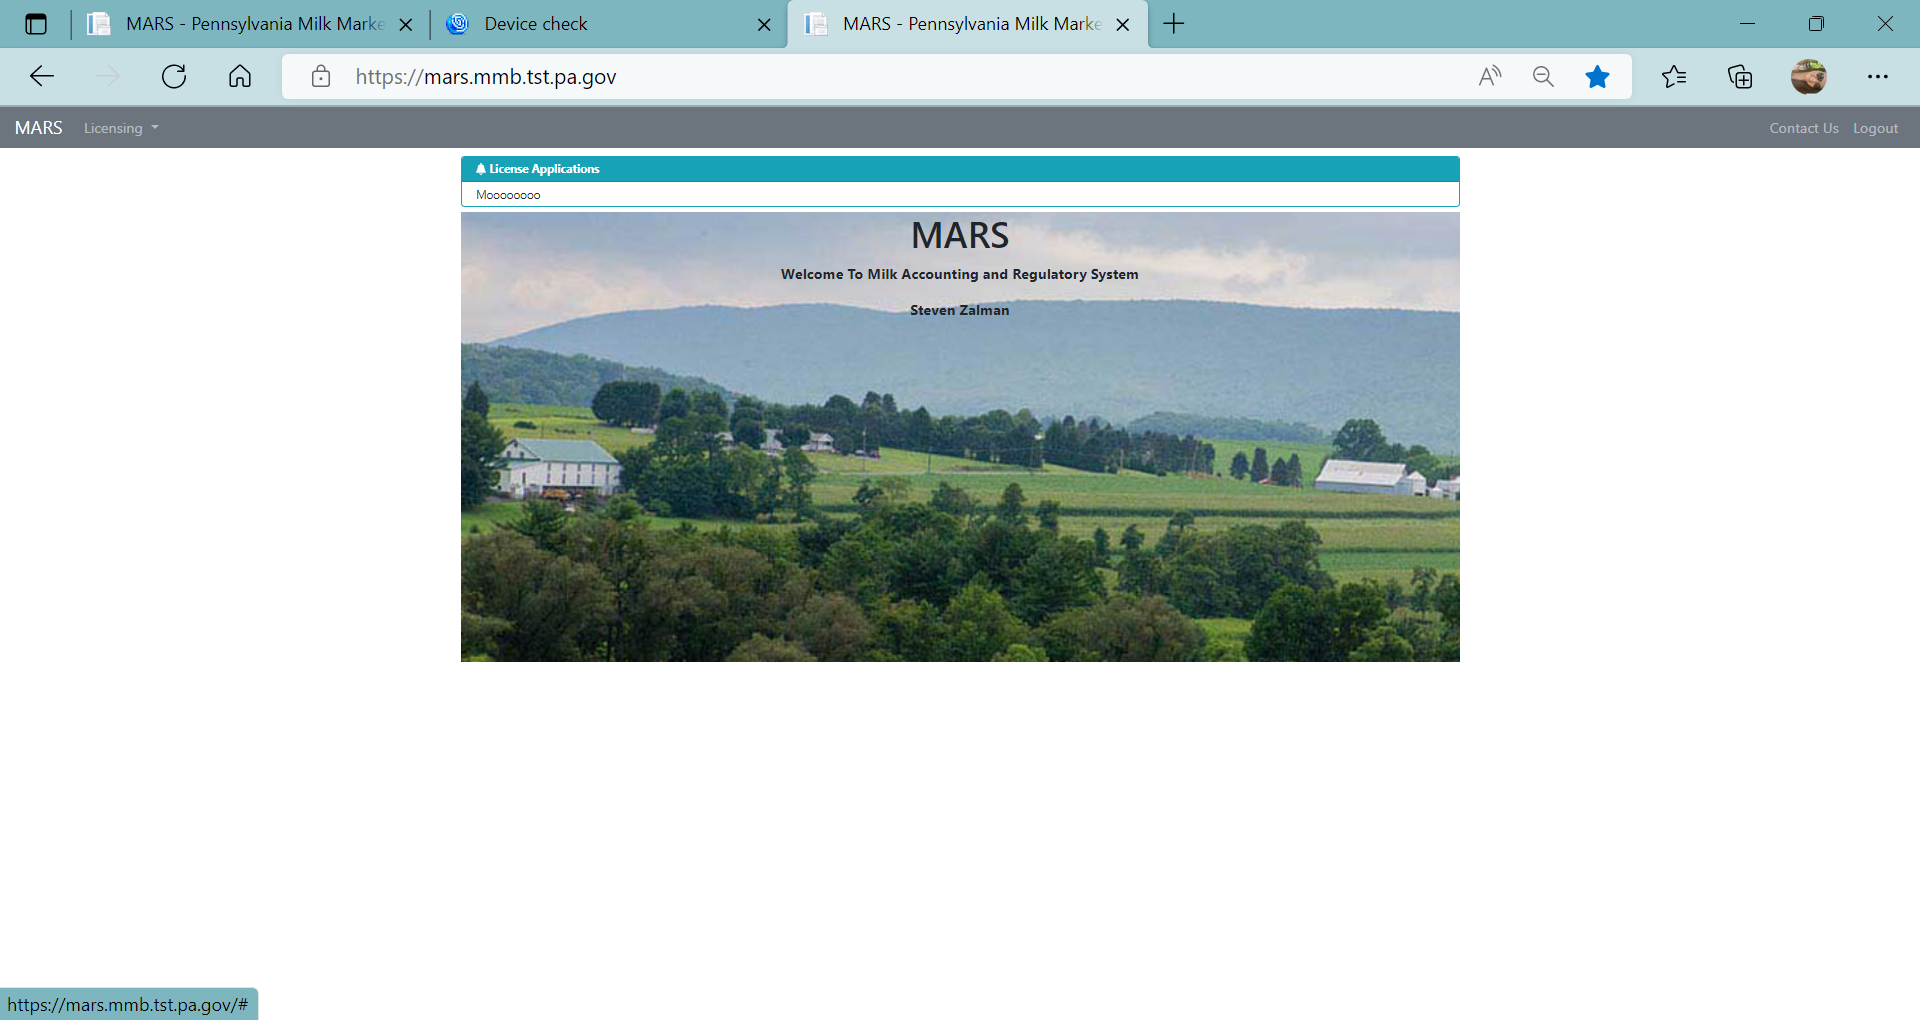 MARS - Pennsylvania Milk Marke
Device check
MARS - Pennsylvania Milk Marke
https://mars.mmb.tst.pa.gov
MARS
Licensing
Contact Us
Logout
License Applications
Moooooooo
MARS
Welcome To Milk Accounting and Regulatory System
Steven Zalman
https://mars.mmb.tst.pa.gov/#